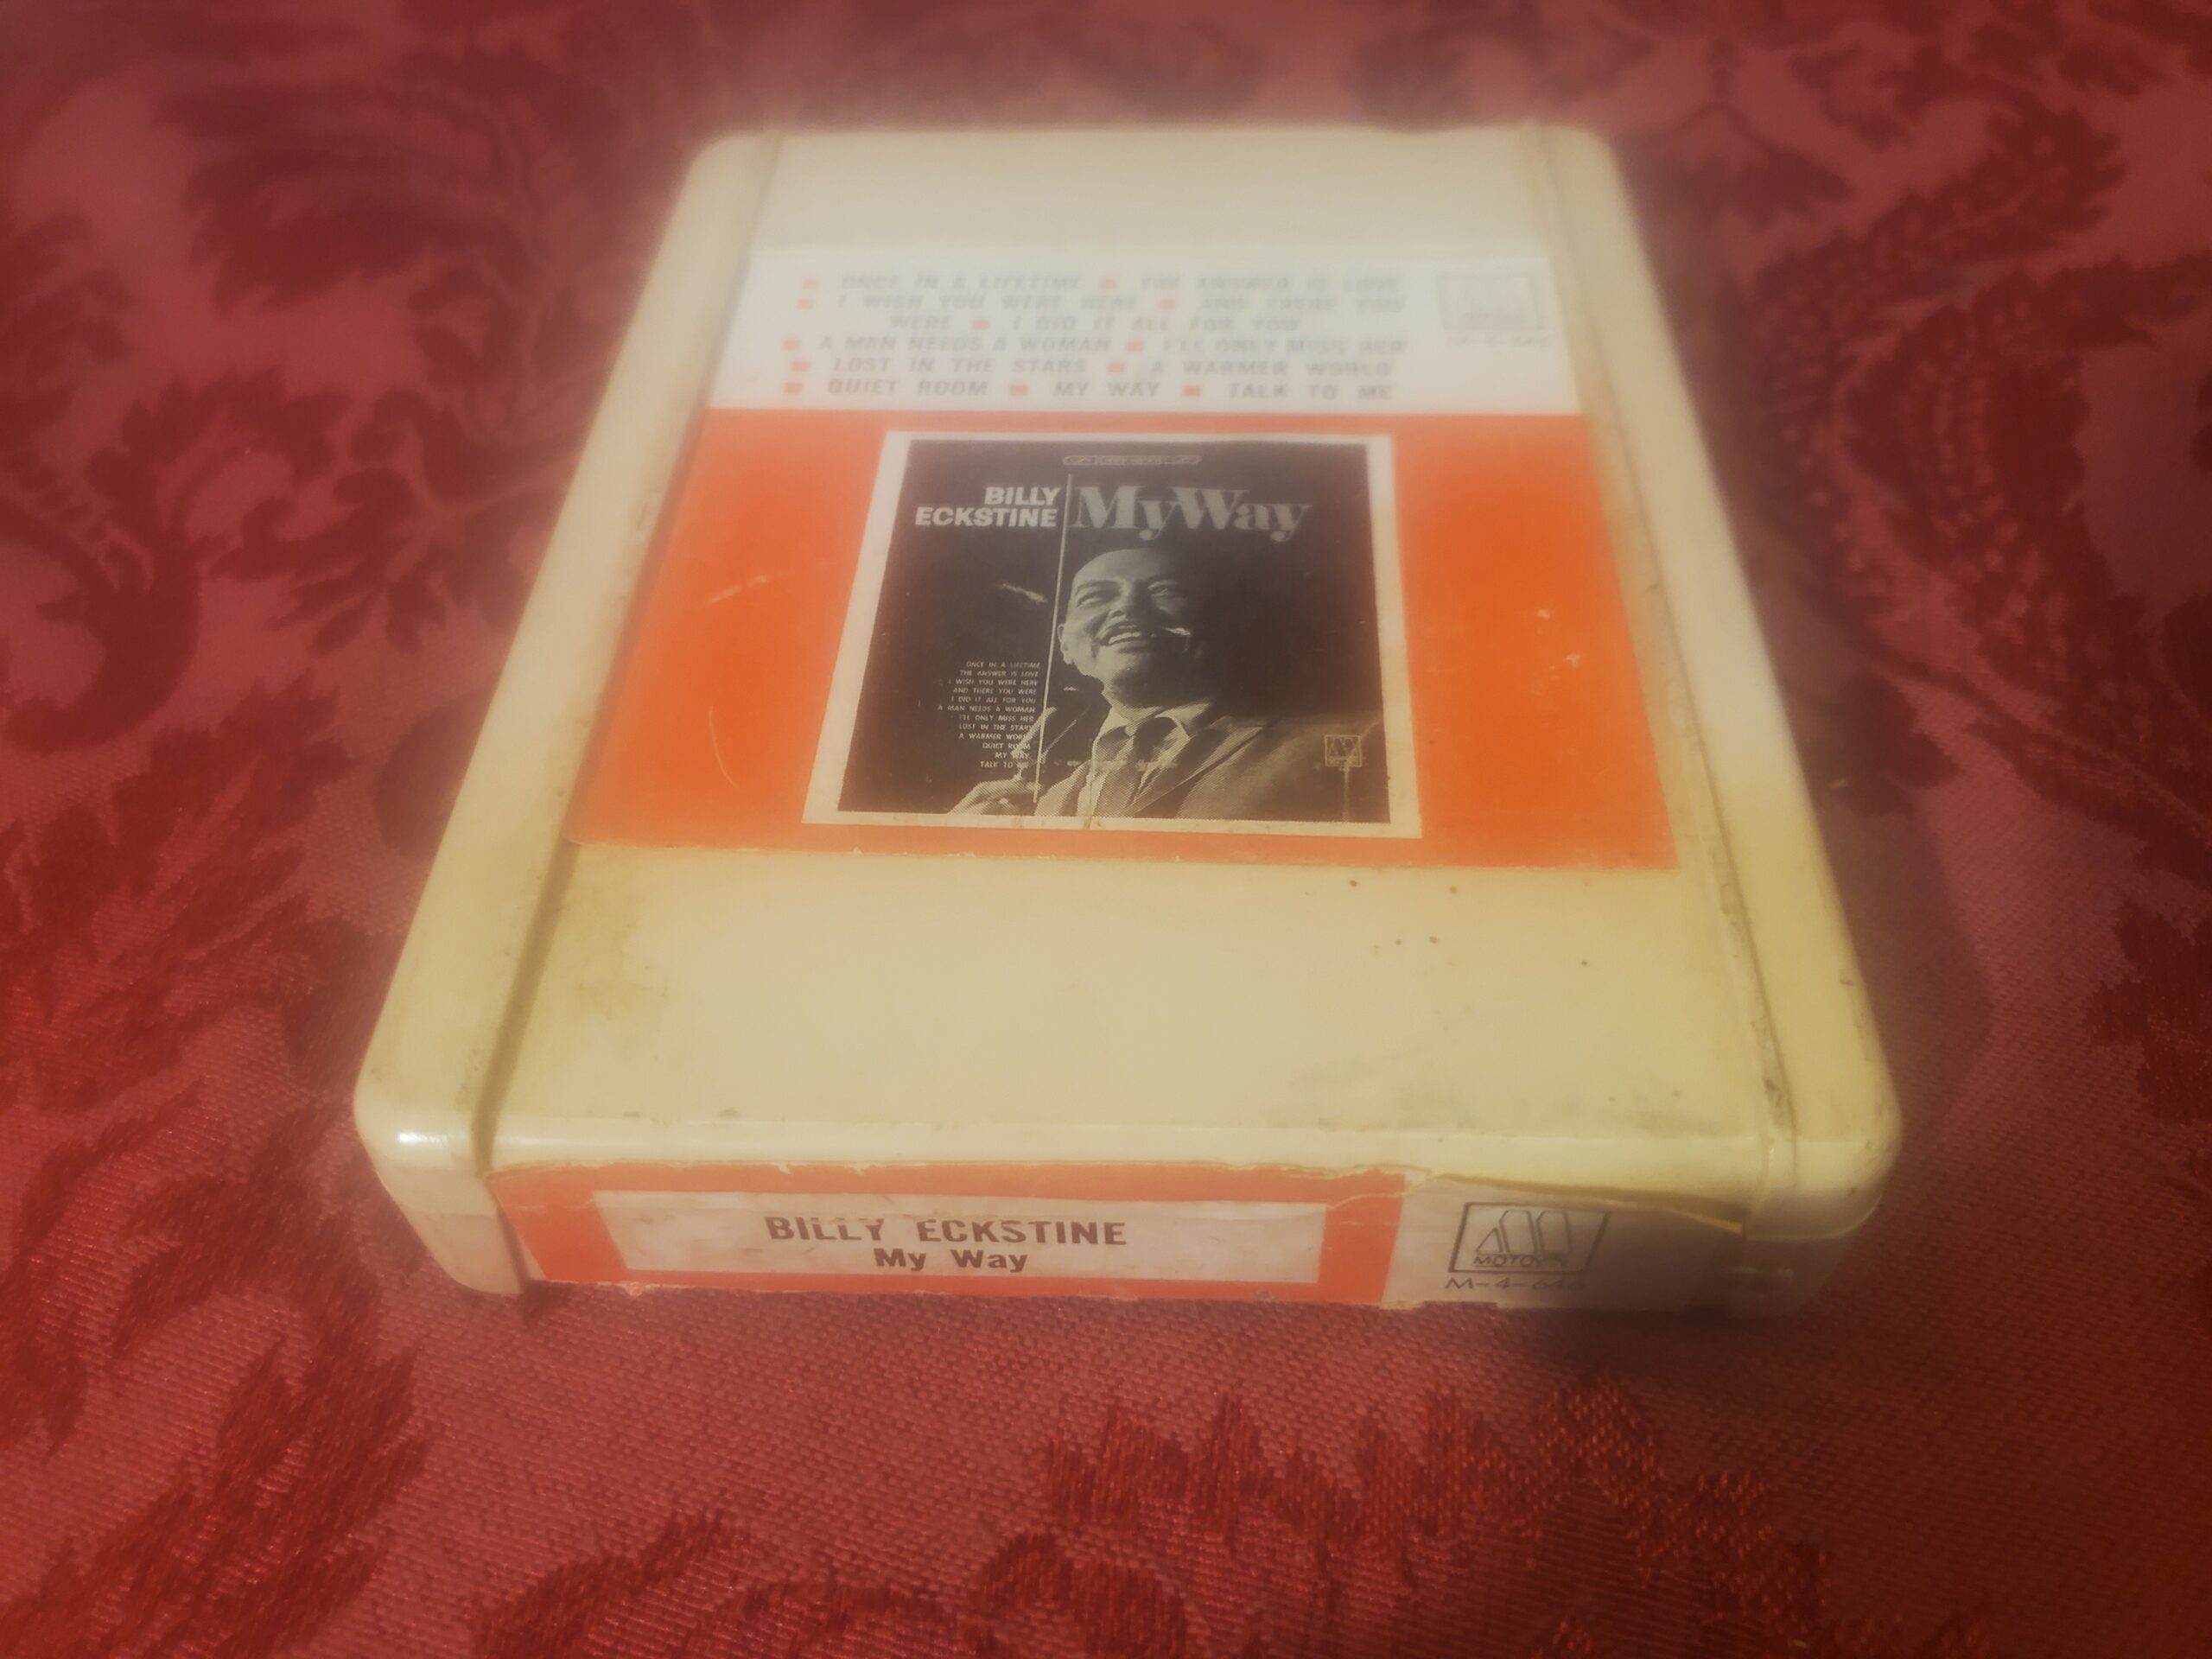 ■ ONCE IN A LIFETIME ■ THE ANSWER IS LOVE
■ I WISH YOU WERE HERE ■ AND THERE YOU
WERE ■ I DID IT ALL FOR YOU
■ A MAN NEEDS A WOMAN ■ I'LL ONLY MISS HER
■ LOST IN THE STARS ■ A WARMER WORLD
■ QUIET ROOM ■ MY WAY ■ TALK TO ME
BILLY
ECKSTINE
My Way
ONCE IN A LIFETIME
THE ANSWER IS LOVE
I WISH YOU WERE HERE
AND THERE YOU WERE
I DID IT ALL FOR YOU
A MAN NEEDS A WOMAN
I'LL ONLY MISS HER
LOST IN THE STARS
A WARMER WORLD
QUIET ROOM
MY WAY
TALK TO ME
BILLY ECKSTINE
My Way
MOTOWN
M-4-646